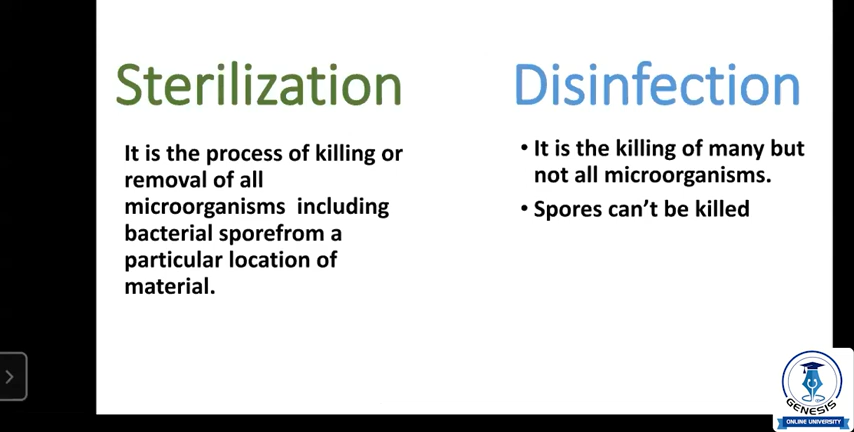 Sterilization
It is the process of killing or
removal of all
microorganisms including
bacterial sporefrom a
particular location of
material.
Disinfection
• It is the killing of many but
not all microorganisms.
• Spores can't be killed
GENESIS
ONLINE UNIVERSITY